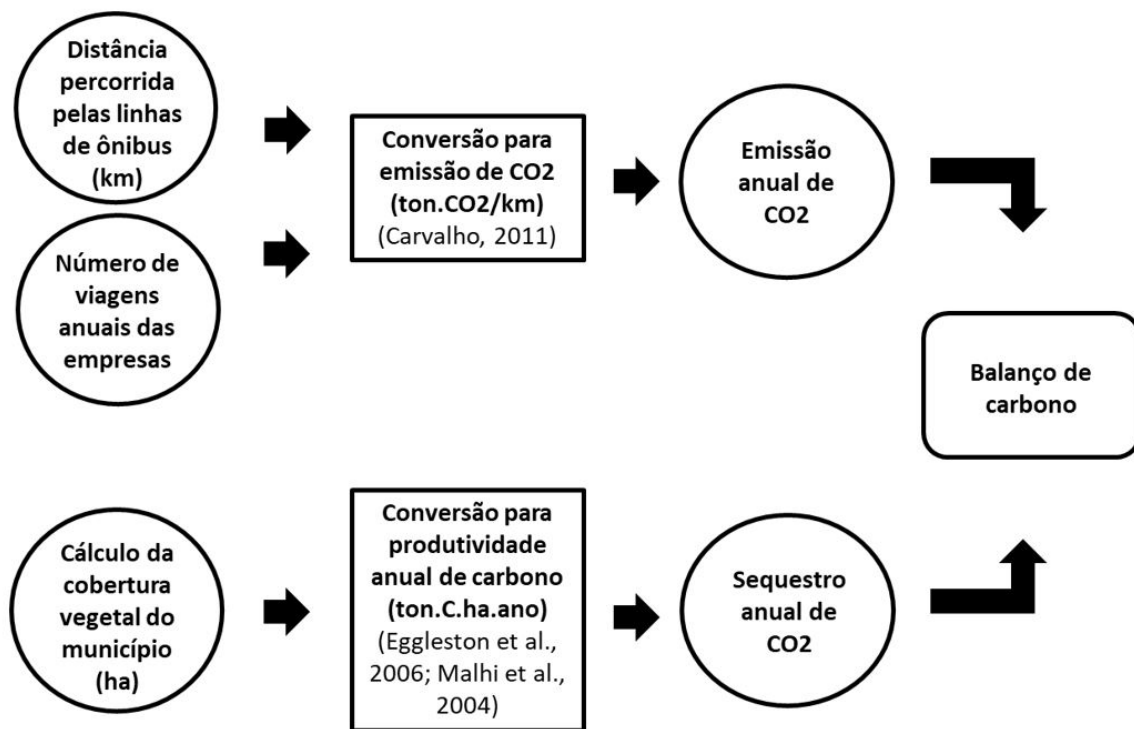 Distância
percorrida
pelas linhas
de ônibus
(km)
Número de
viagens
anuais das
empresas
Conversão para
emissão de CO2
(ton.CO2/km)
(Carvalho, 2011)
Emissão
anual de
CO2
Balanço de
carbono
Cálculo da
cobertura
vegetal do
município
(ha)
Conversão para
produtividade
anual de carbono
(ton.C.ha.ano)
(Eggleston et al.,
2006; Malhi et al.,
2004)
Sequestro
anual de
CO2